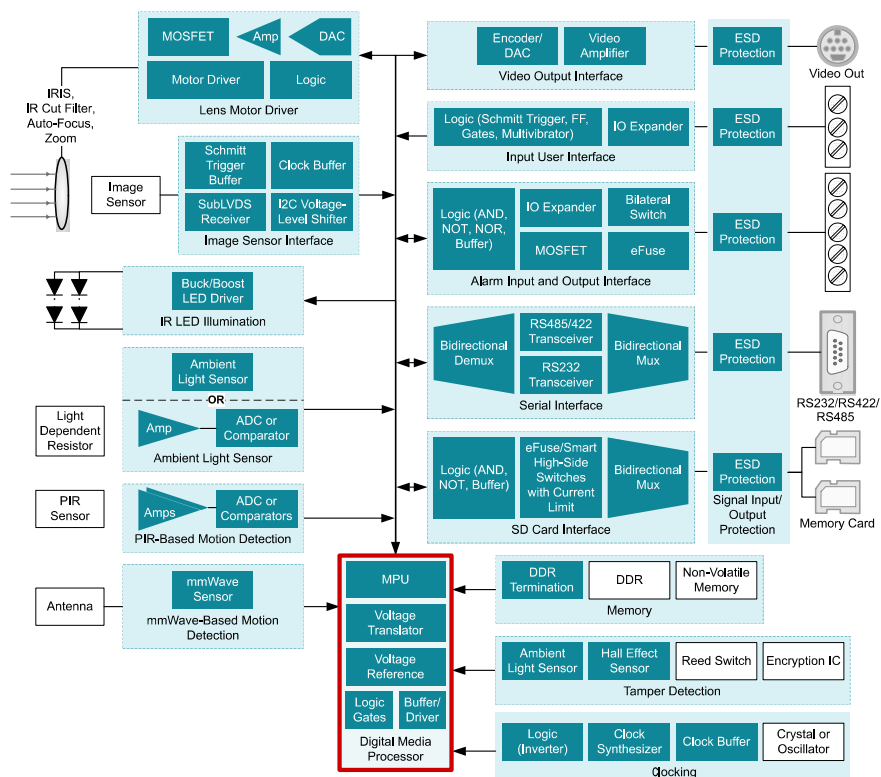 MOSFET
Amp
DAC
Motor Driver
Logic
Lens Motor Driver
IRIS,
IR Cut Filter,
Auto-Focus,
Zoom
Image
Sensor
Schmitt
Trigger
Buffer
Clock Buffer
SubLVDS
Receiver
I2C Voltage-
Level Shifter
Image Sensor Interface
Buck/Boost
LED Driver
IR LED Illumination
Ambient
Light Sensor
OR
Light
Dependent
Resistor
Amp
ADC or
Comparator
Ambient Light Sensor
PIR
Sensor
Amps
ADC or
Comparators
PIR-Based Motion Detection
Antenna
mmWave
Sensor
mmWave-Based Motion
Detection
Encoder/
DAC
Video
Amplifier
Video Output Interface
ESD
Protection
Video Out
Logic (Schmitt Trigger, FF,
Gates, Multivibrator)
IO Expander
Input User Interface
ESD
Protection
Logic (AND,
NOT, NOR,
Buffer)
IO Expander
Bilateral
Switch
MOSFET
eFuse
Alarm Input and Output Interface
ESD
Protection
Bidirectional
Demux
RS485/422
Transceiver
RS232
Transceiver
Bidirectional
Mux
Serial Interface
ESD
Protection
RS232/RS422/
RS485
Logic (AND,
NOT, Buffer)
eFuse/Smart
High-Side
Switches
with Current
Limit
Bidirectional
Mux
SD Card Interface
ESD
Protection
Signal Input/
Output
Protection
Memory Card
MPU
Voltage
Translator
Voltage
Reference
Logic
Gates
Buffer/
Driver
Digital Media
Processor
DDR
Termination
DDR
Non-Volatile
Memory
Memory
Ambient
Light Sensor
Hall Effect
Sensor
Reed Switch
Encryption IC
Tamper Detection
Logic
(Inverter)
Clock
Synthesizer
Clock Buffer
Crystal or
Oscillator
Clocking